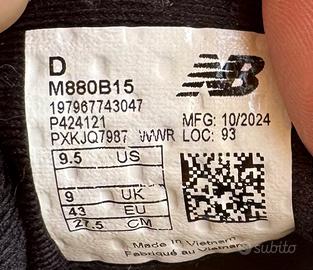 D
NB
M880B15
197967743047
P424121
MFG: 10/2024
PXKJQ7987 WWR LOC: 93
9.5 US
9 UK
43 EU
27.5 CM
Made in Vietnam
Fabriqué au Vietnam
subito